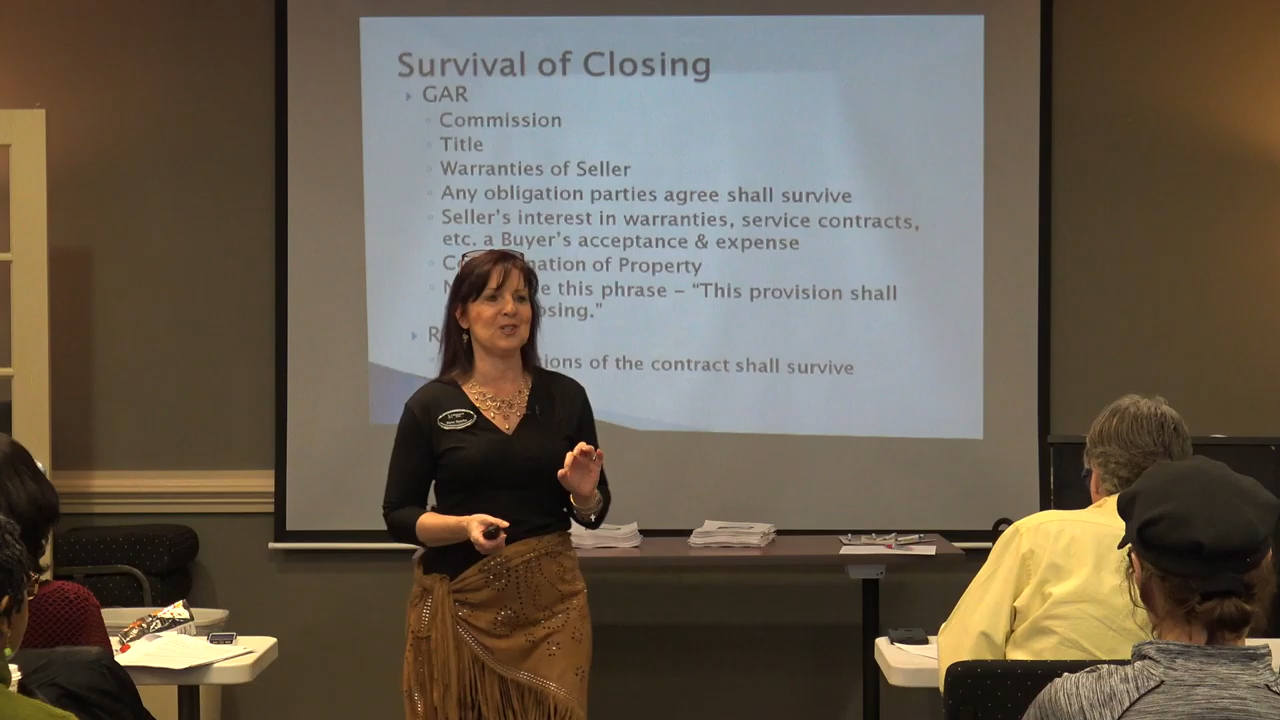 Survival of Closing
GAR
Commission
Title
Warranties of Seller
Any obligation parties agree shall survive
Seller's interest in warranties, service contracts,
etc. a Buyer's acceptance & expense
of Property
this phrase – "This provision shall
of the contract shall survive